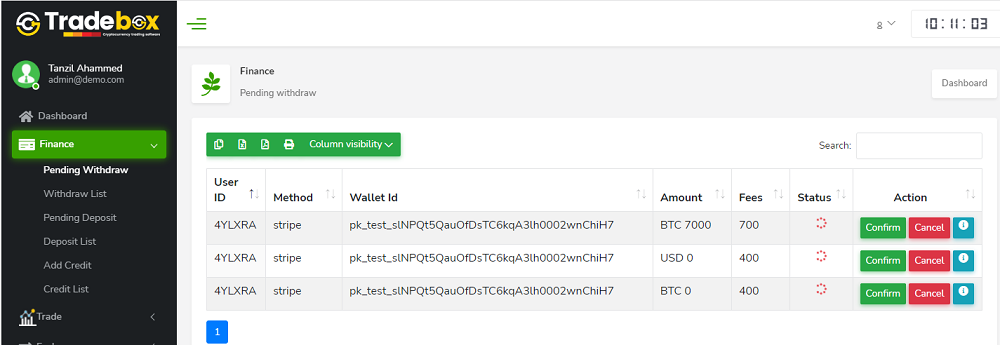 Tradebox
Cryptocurrency trading software
g
10:11:03
Tanzil Ahammed
admin@demo.com
Finance
Pending withdraw
Dashboard
Dashboard
Finance
Pending Withdraw
Withdraw List
Pending Deposit
Deposit List
Add Credit
Credit List
Trade
Column visibility
Search:
User ID Method Wallet Id Amount Fees Status Action
4YLXRA stripe pk_test_slNPQt5QauOfDsTC6kqA3lh0002wnChiH7 BTC 7000 700 Confirm Cancel
4YLXRA stripe pk_test_slNPQt5QauOfDsTC6kqA3lh0002wnChiH7 USD 0 400 Confirm Cancel
4YLXRA stripe pk_test_slNPQt5QauOfDsTC6kqA3lh0002wnChiH7 BTC 0 400 Confirm Cancel
1